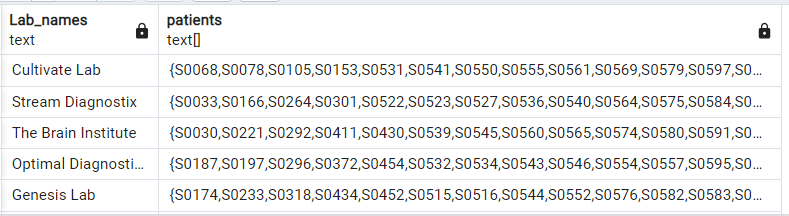 Lab_names patients
text text[]
Cultivate Lab {S0068,S0078,S0105,S0153,S0531,S0541,S0550,S0555,S0561,S0569,S0579,S0597,S0...
Stream Diagnostix {S0033,S0166,S0264,S0301,S0522,S0523,S0527,S0536,S0540,S0564,S0575,S0584,S0...
The Brain Institute {S0030,S0221,S0292,S0411,S0430,S0539,S0545,S0560,S0565,S0574,S0580,S0591,S0...
Optimal Diagnosti... {S0187,S0197,S0296,S0372,S0454,S0532,S0534,S0543,S0546,S0554,S0557,S0595,S0...
Genesis Lab {S0174,S0233,S0318,S0434,S0452,S0515,S0516,S0544,S0552,S0576,S0582,S0583,S0...